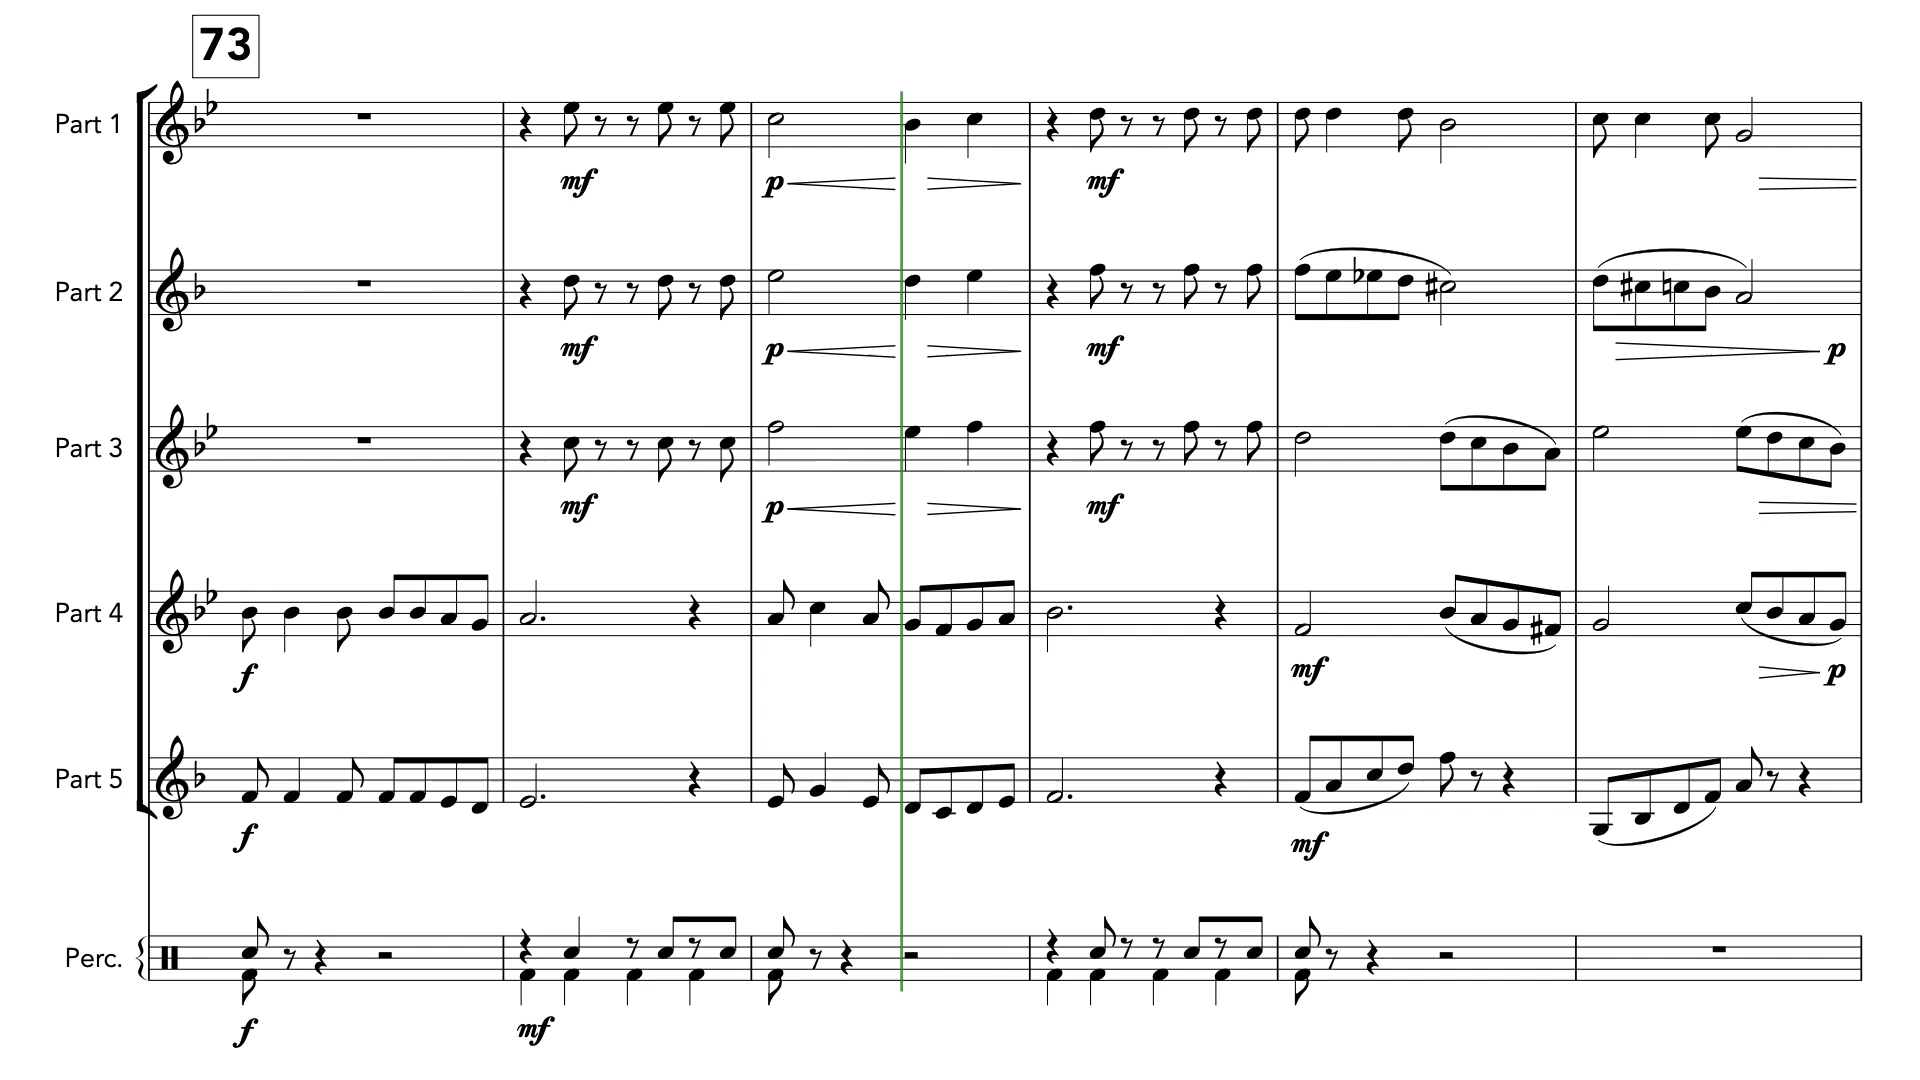 73
Part 1
mf p mf
Part 2
mf p mf p
Part 3
mf p mf
Part 4
f mf p
Part 5
f mf
Perc.
f mf